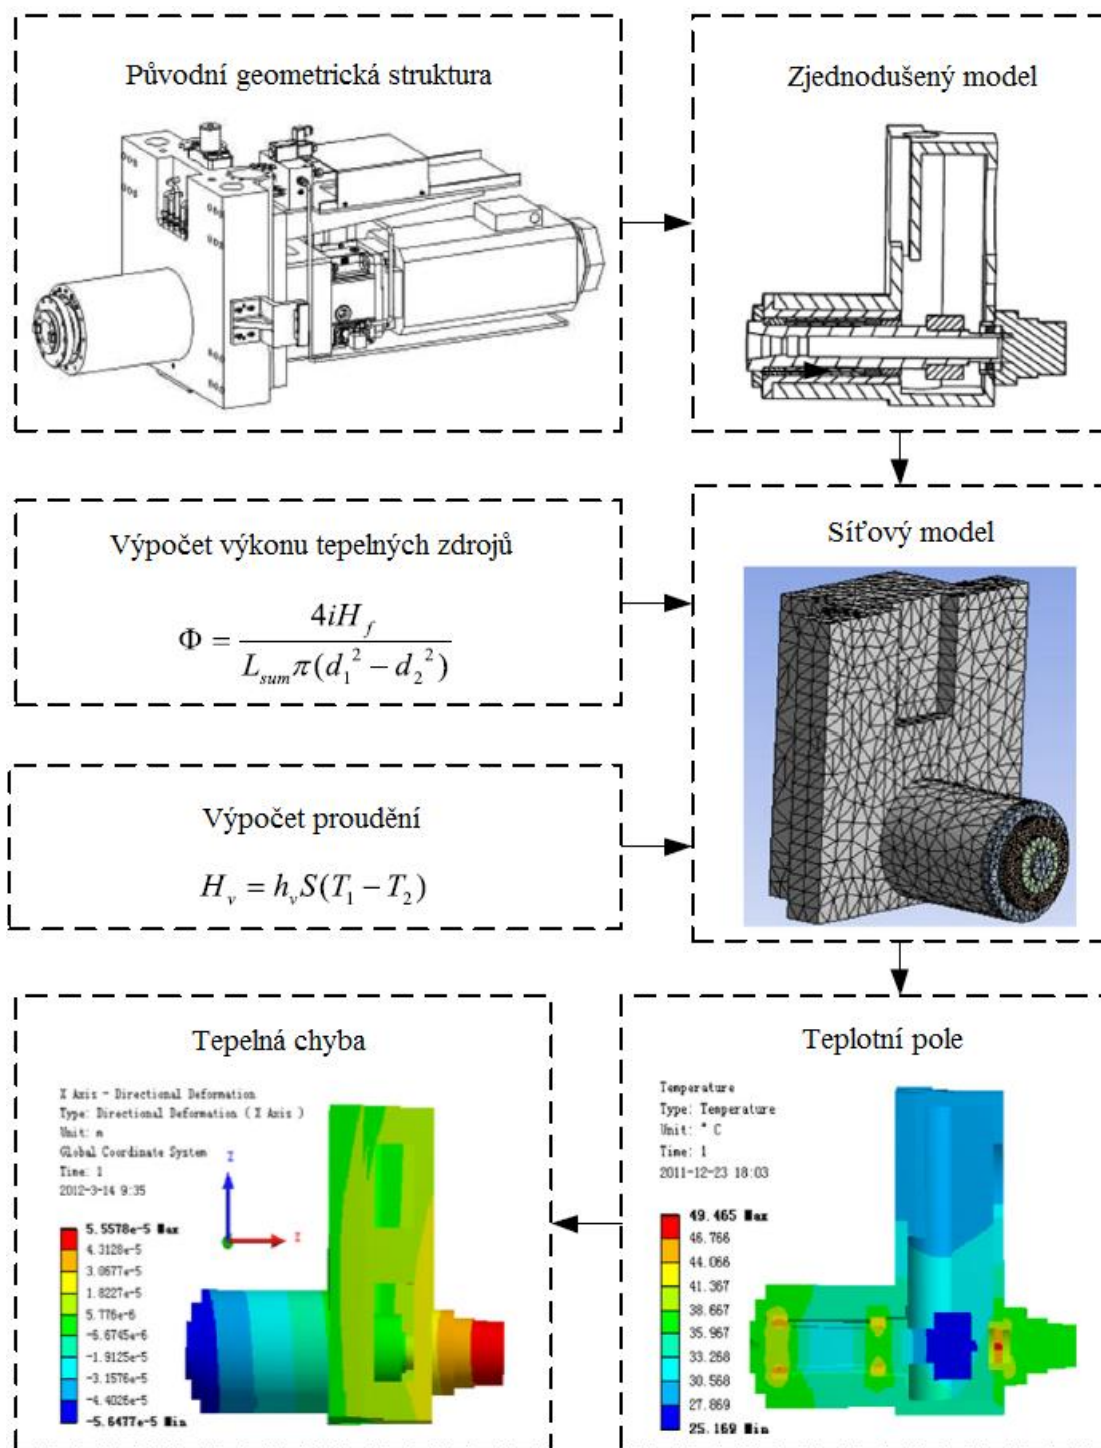 Původní geometrická struktura
Zjednodušený model
Výpočet výkonu tepelných zdrojů
Φ = 4iH_f / L_sum π(d_1^2 − d_2^2)
Síťový model
Výpočet proudění
H_v = h_v S(T_1 − T_2)
Tepelná chyba
X Axis - Directional Deformation
Type: Directional Deformation ( X Axis )
Unit: m
Global Coordinate System
Time: 1
2012-3-14 9:35
5.5578e-5 Max
4.3128e-5
3.0677e-5
1.8227e-5
5.776e-6
-6.6745e-6
-1.9125e-5
-3.1576e-5
-4.4026e-5
-5.6477e-5 Min
Z
X
Teplotní pole
Temperature
Type: Temperature
Unit: ° C
Time: 1
2011-12-23 18:03
49.465 Max
46.766
44.066
41.367
38.667
35.967
33.268
30.568
27.869
25.169 Min